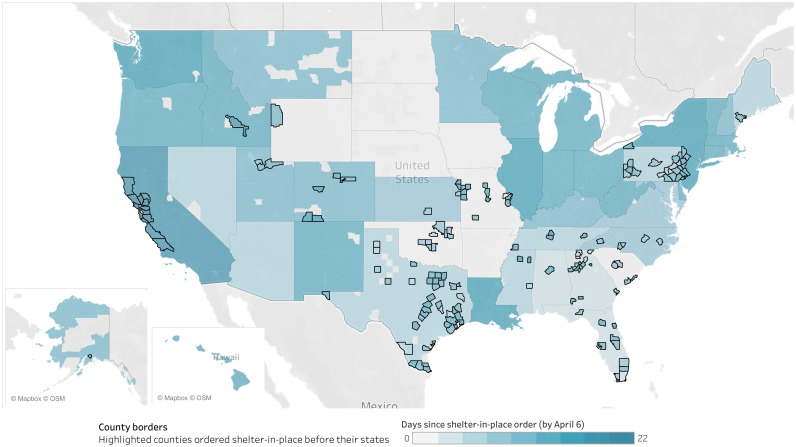 United
States
Hawaii
© Mapbox © OSM
© Mapbox © OSM
Mexico
County borders
Highlighted counties ordered shelter-in-place before their states
Days since shelter-in-place order (by April 6)
0
22